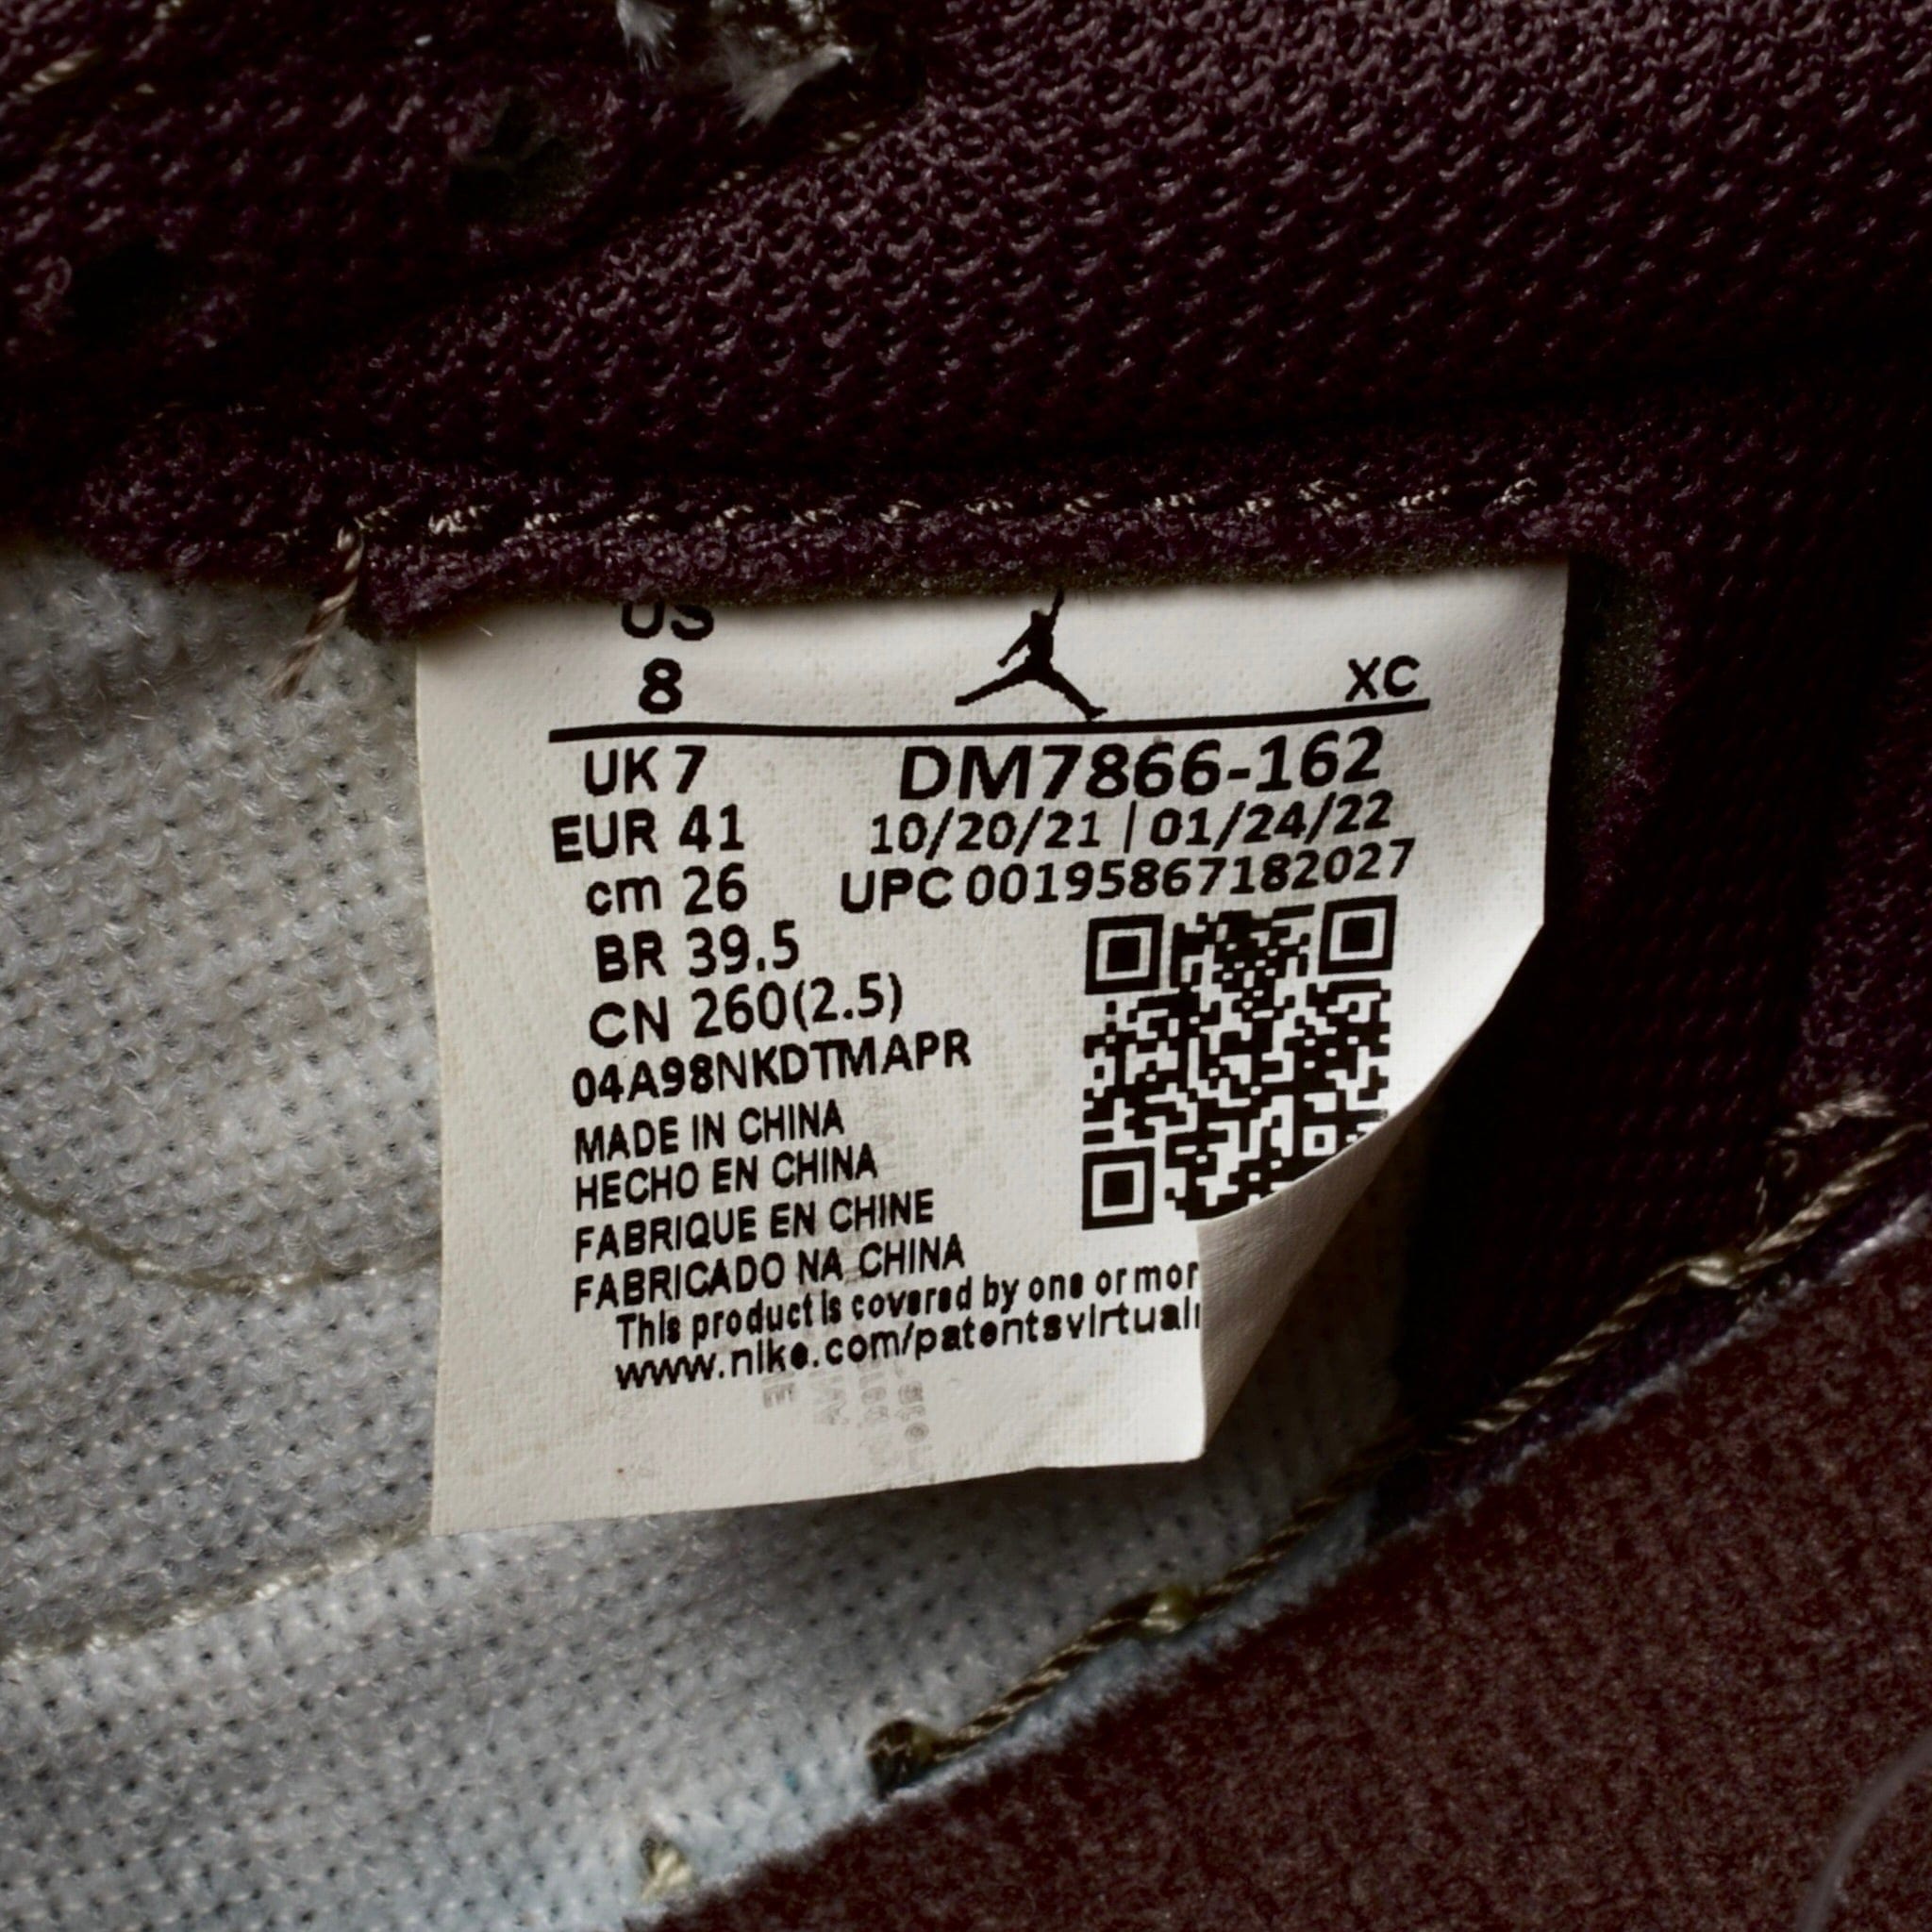 US
8
XC
UK 7
DM7866-162
EUR 41
10/20/21 | 01/24/22
cm 26
UPC 00195867182027
BR 39.5
CN 260(2.5)
04A98NKDTMAPR
MADE IN CHINA
HECHO EN CHINA
FABRIQUE EN CHINE
FABRICADO NA CHINA
This product is covered by one or mor
www.nike.com/patentsvirtual